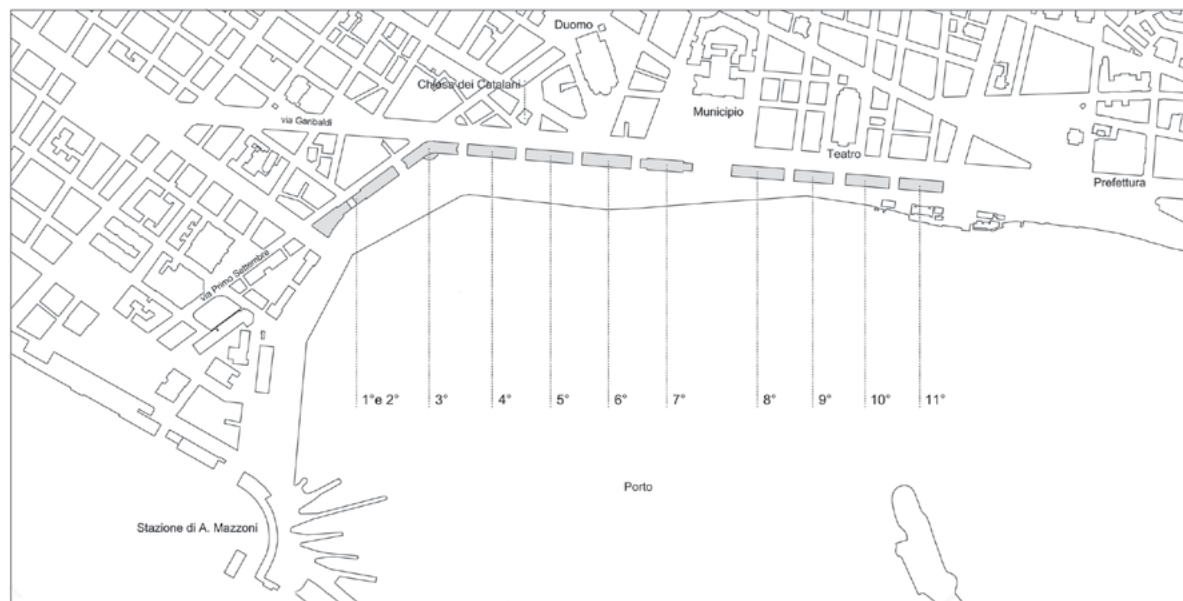 Duomo
Chiesa dei Catalani
Municipio
via Garibaldi
Teatro
Prefettura
via Primo Settembre
1°e 2°
3°
4°
5°
6°
7°
8°
9°
10°
11°
Porto
Stazione di A. Mazzoni